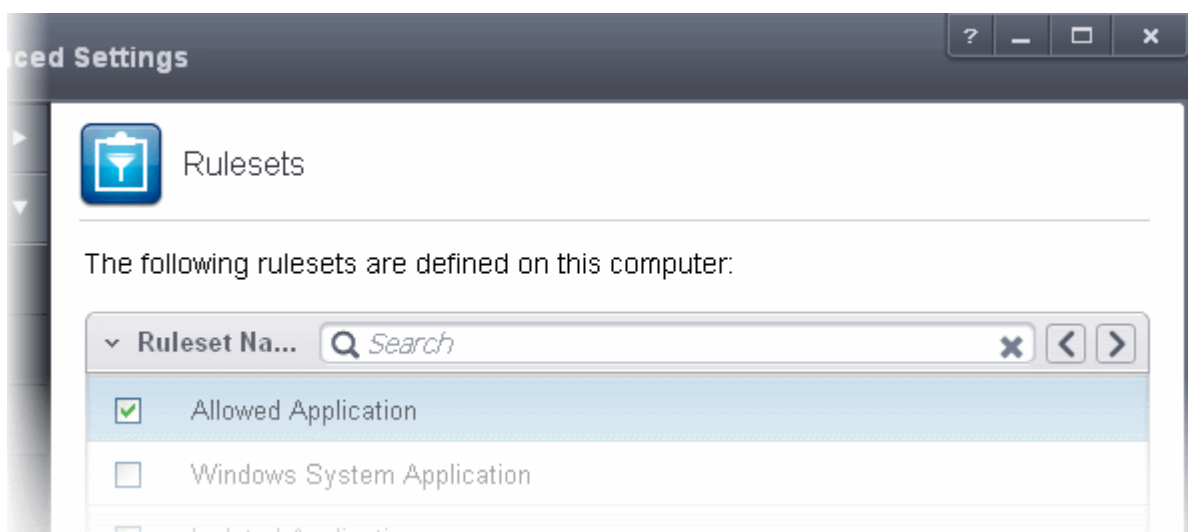 ced Settings
?
Rulesets
The following rulesets are defined on this computer:
Ruleset Na... Search
Allowed Application
Windows System Application